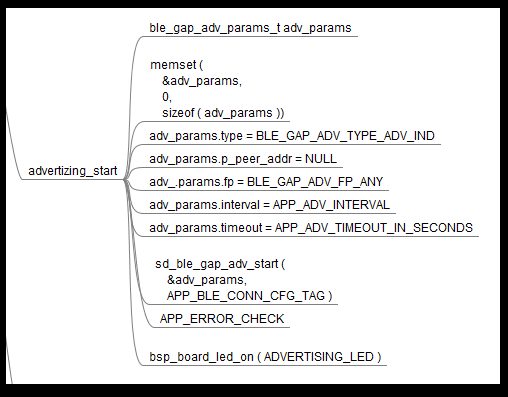 ble_gap_adv_params_t adv_params
memset (
&adv_params,
0,
sizeof ( adv_params ))
adv_params.type = BLE_GAP_ADV_TYPE_ADV_IND
adv_params.p_peer_addr = NULL
adv_.params.fp = BLE_GAP_ADV_FP_ANY
advertizing_start
adv_params.interval = APP_ADV_INTERVAL
adv_params.timeout = APP_ADV_TIMEOUT_IN_SECONDS
sd_ble_gap_adv_start (
&adv_params,
APP_BLE_CONN_CFG_TAG )
APP_ERROR_CHECK
bsp_board_led_on ( ADVERTISING_LED )